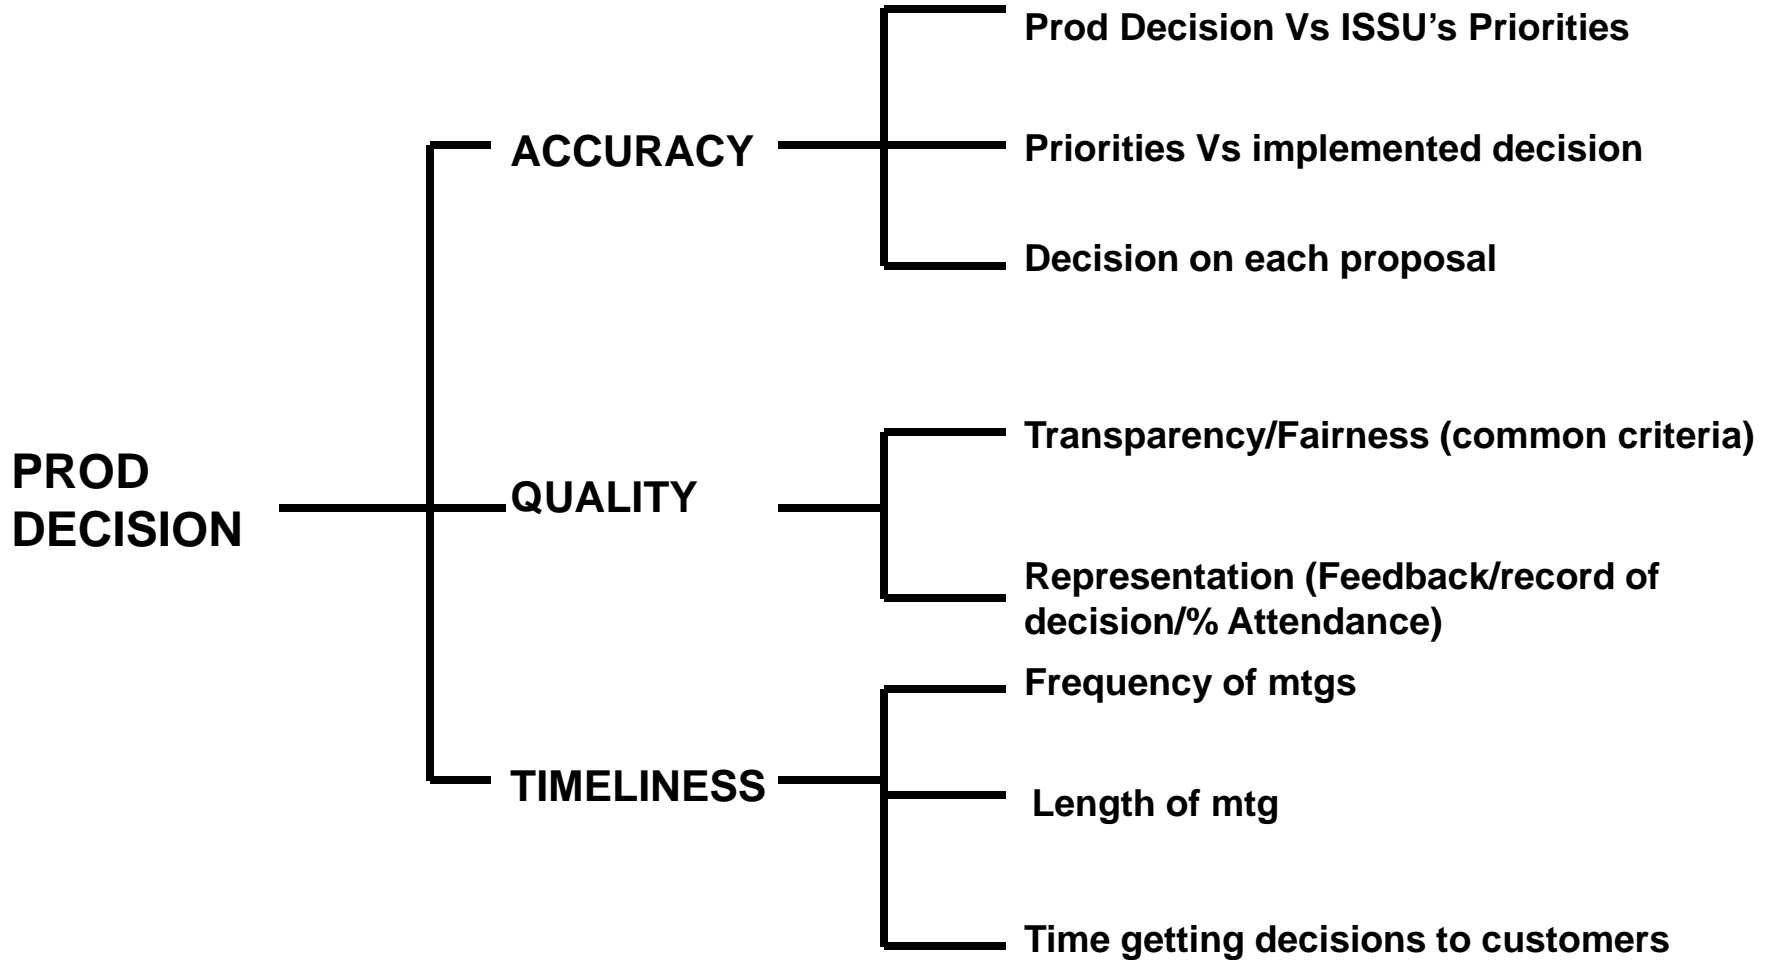 Prod Decision Vs ISSU’s Priorities
ACCURACY
Priorities Vs implemented decision
Decision on each proposal
PROD
DECISION
QUALITY
Transparency/Fairness (common criteria)
Representation (Feedback/record of
decision/% Attendance)
Frequency of mtgs
TIMELINESS
Length of mtg
Time getting decisions to customers